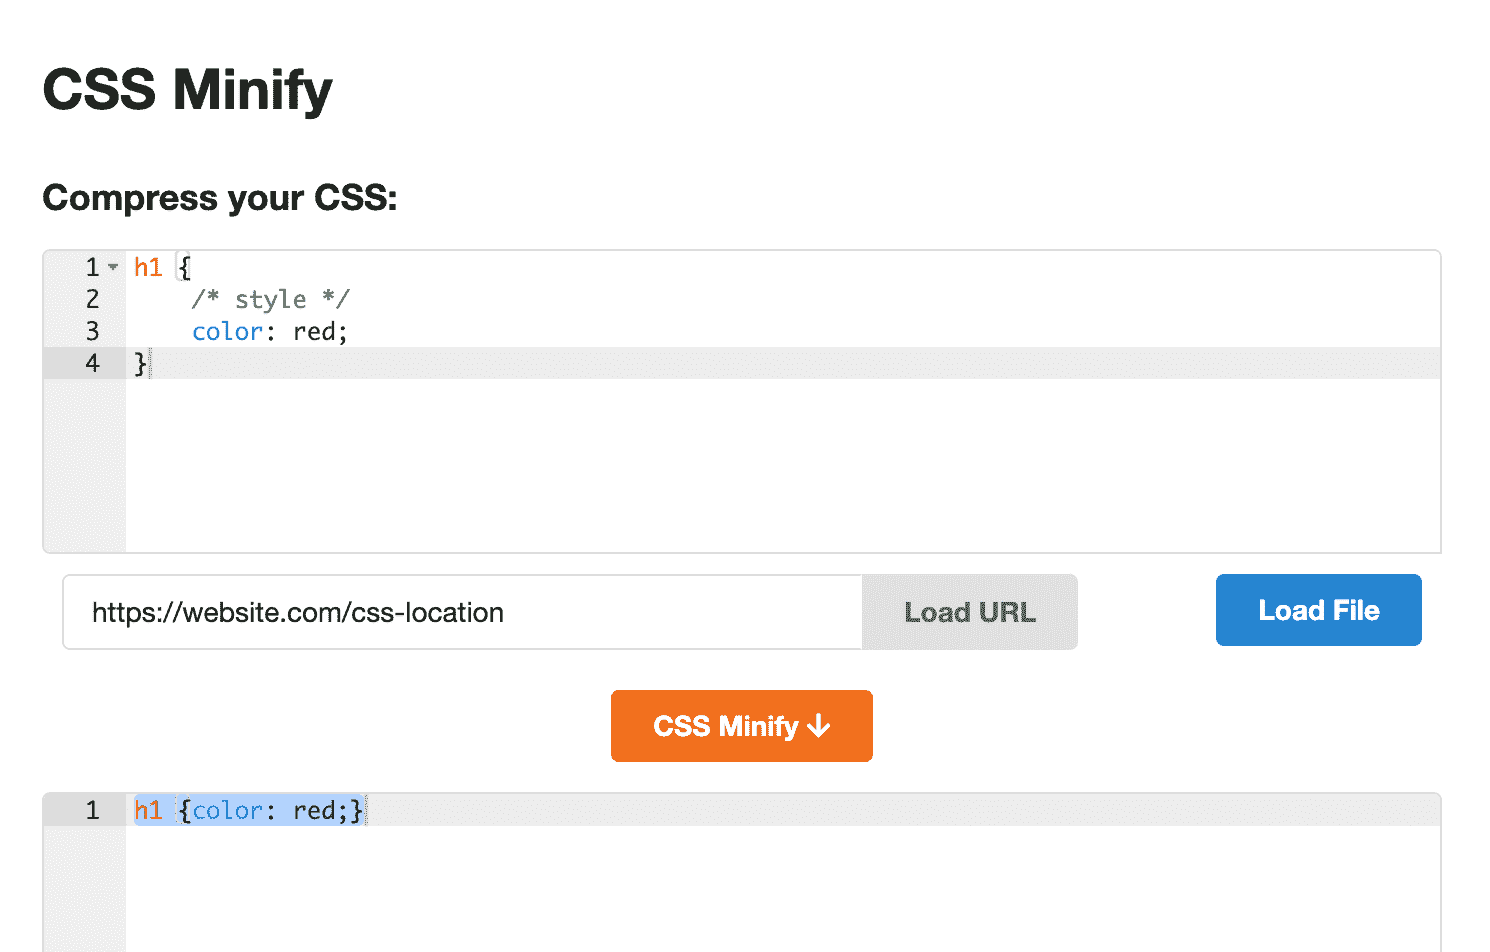 CSS Minify
Compress your CSS:
1 h1 {
2     /* style */
3     color: red;
4 }
https://website.com/css-location Load URL Load File
CSS Minify ↓
1 h1 {color: red;}